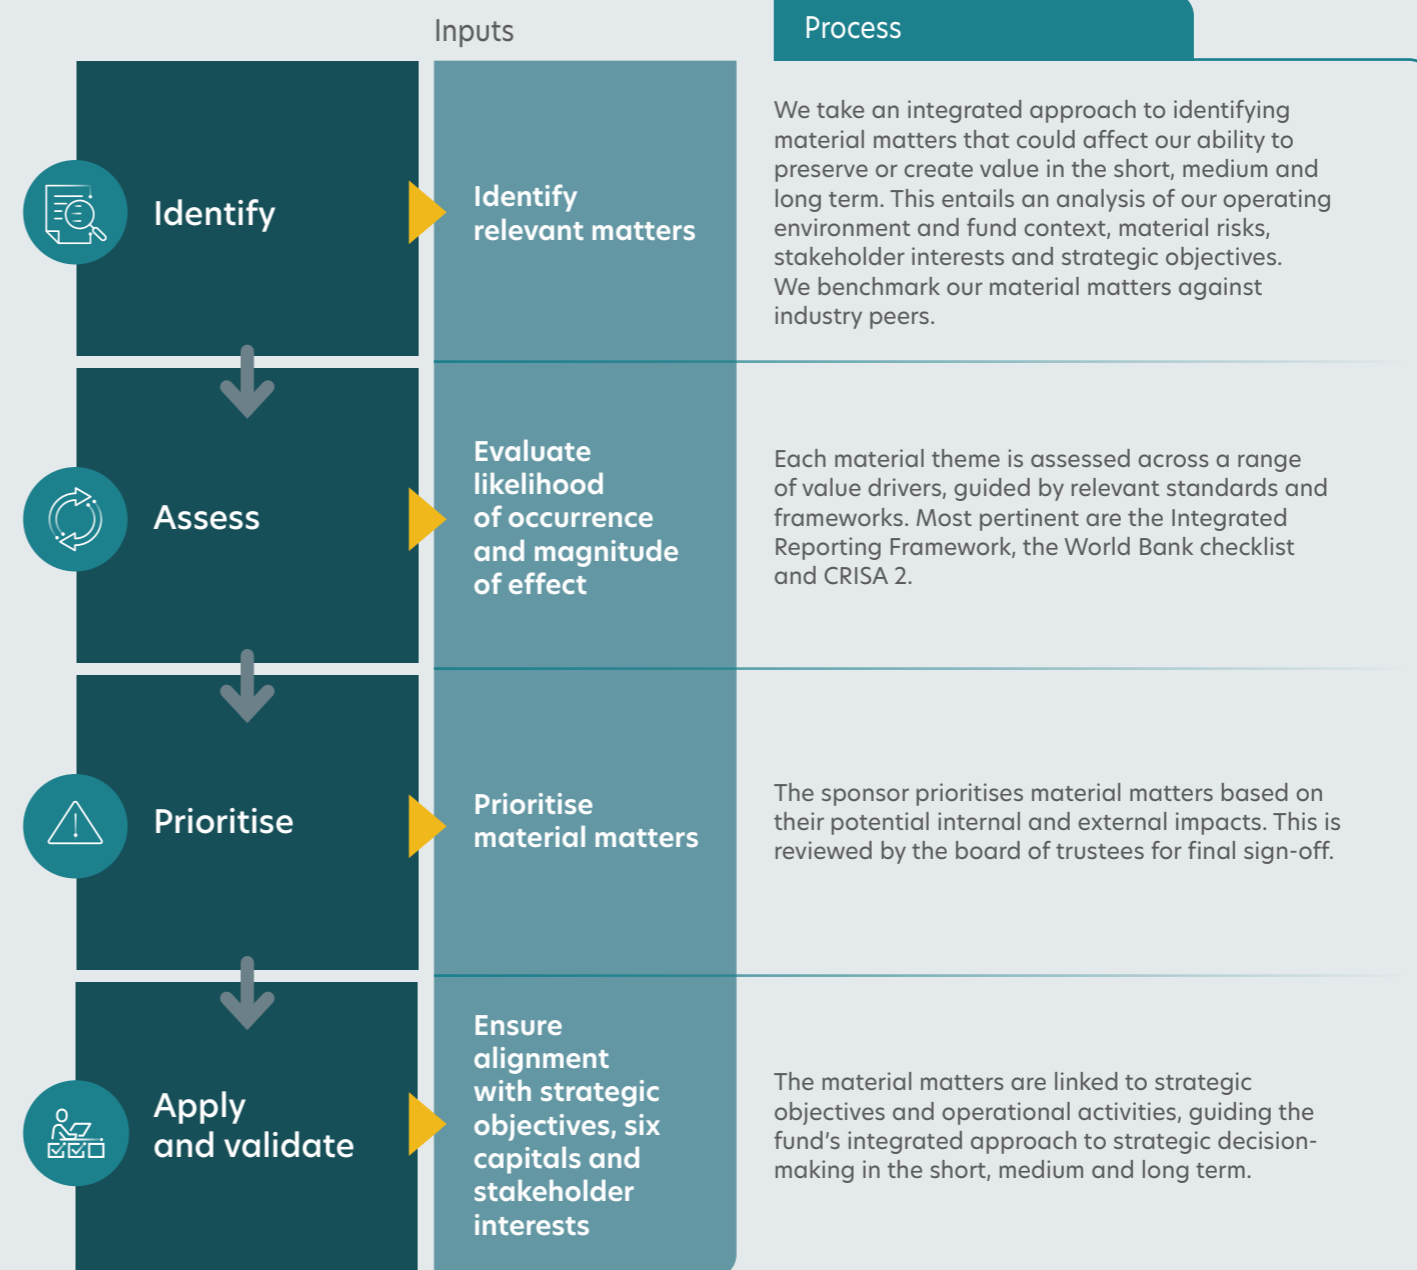 Inputs
Process
Identify
Identify
relevant matters
We take an integrated approach to identifying
material matters that could affect our ability to
preserve or create value in the short, medium and
long term. This entails an analysis of our operating
environment and fund context, material risks,
stakeholder interests and strategic objectives.
We benchmark our material matters against
industry peers.
Assess
Evaluate
likelihood
of occurrence
and magnitude
of effect
Each material theme is assessed across a range
of value drivers, guided by relevant standards and
frameworks. Most pertinent are the Integrated
Reporting Framework, the World Bank checklist
and CRISA 2.
Prioritise
Prioritise
material matters
The sponsor prioritises material matters based on
their potential internal and external impacts. This is
reviewed by the board of trustees for final sign-off.
Apply
and validate
Ensure
alignment
with strategic
objectives, six
capitals and
stakeholder
interests
The material matters are linked to strategic
objectives and operational activities, guiding the
fund's integrated approach to strategic decision-
making in the short, medium and long term.